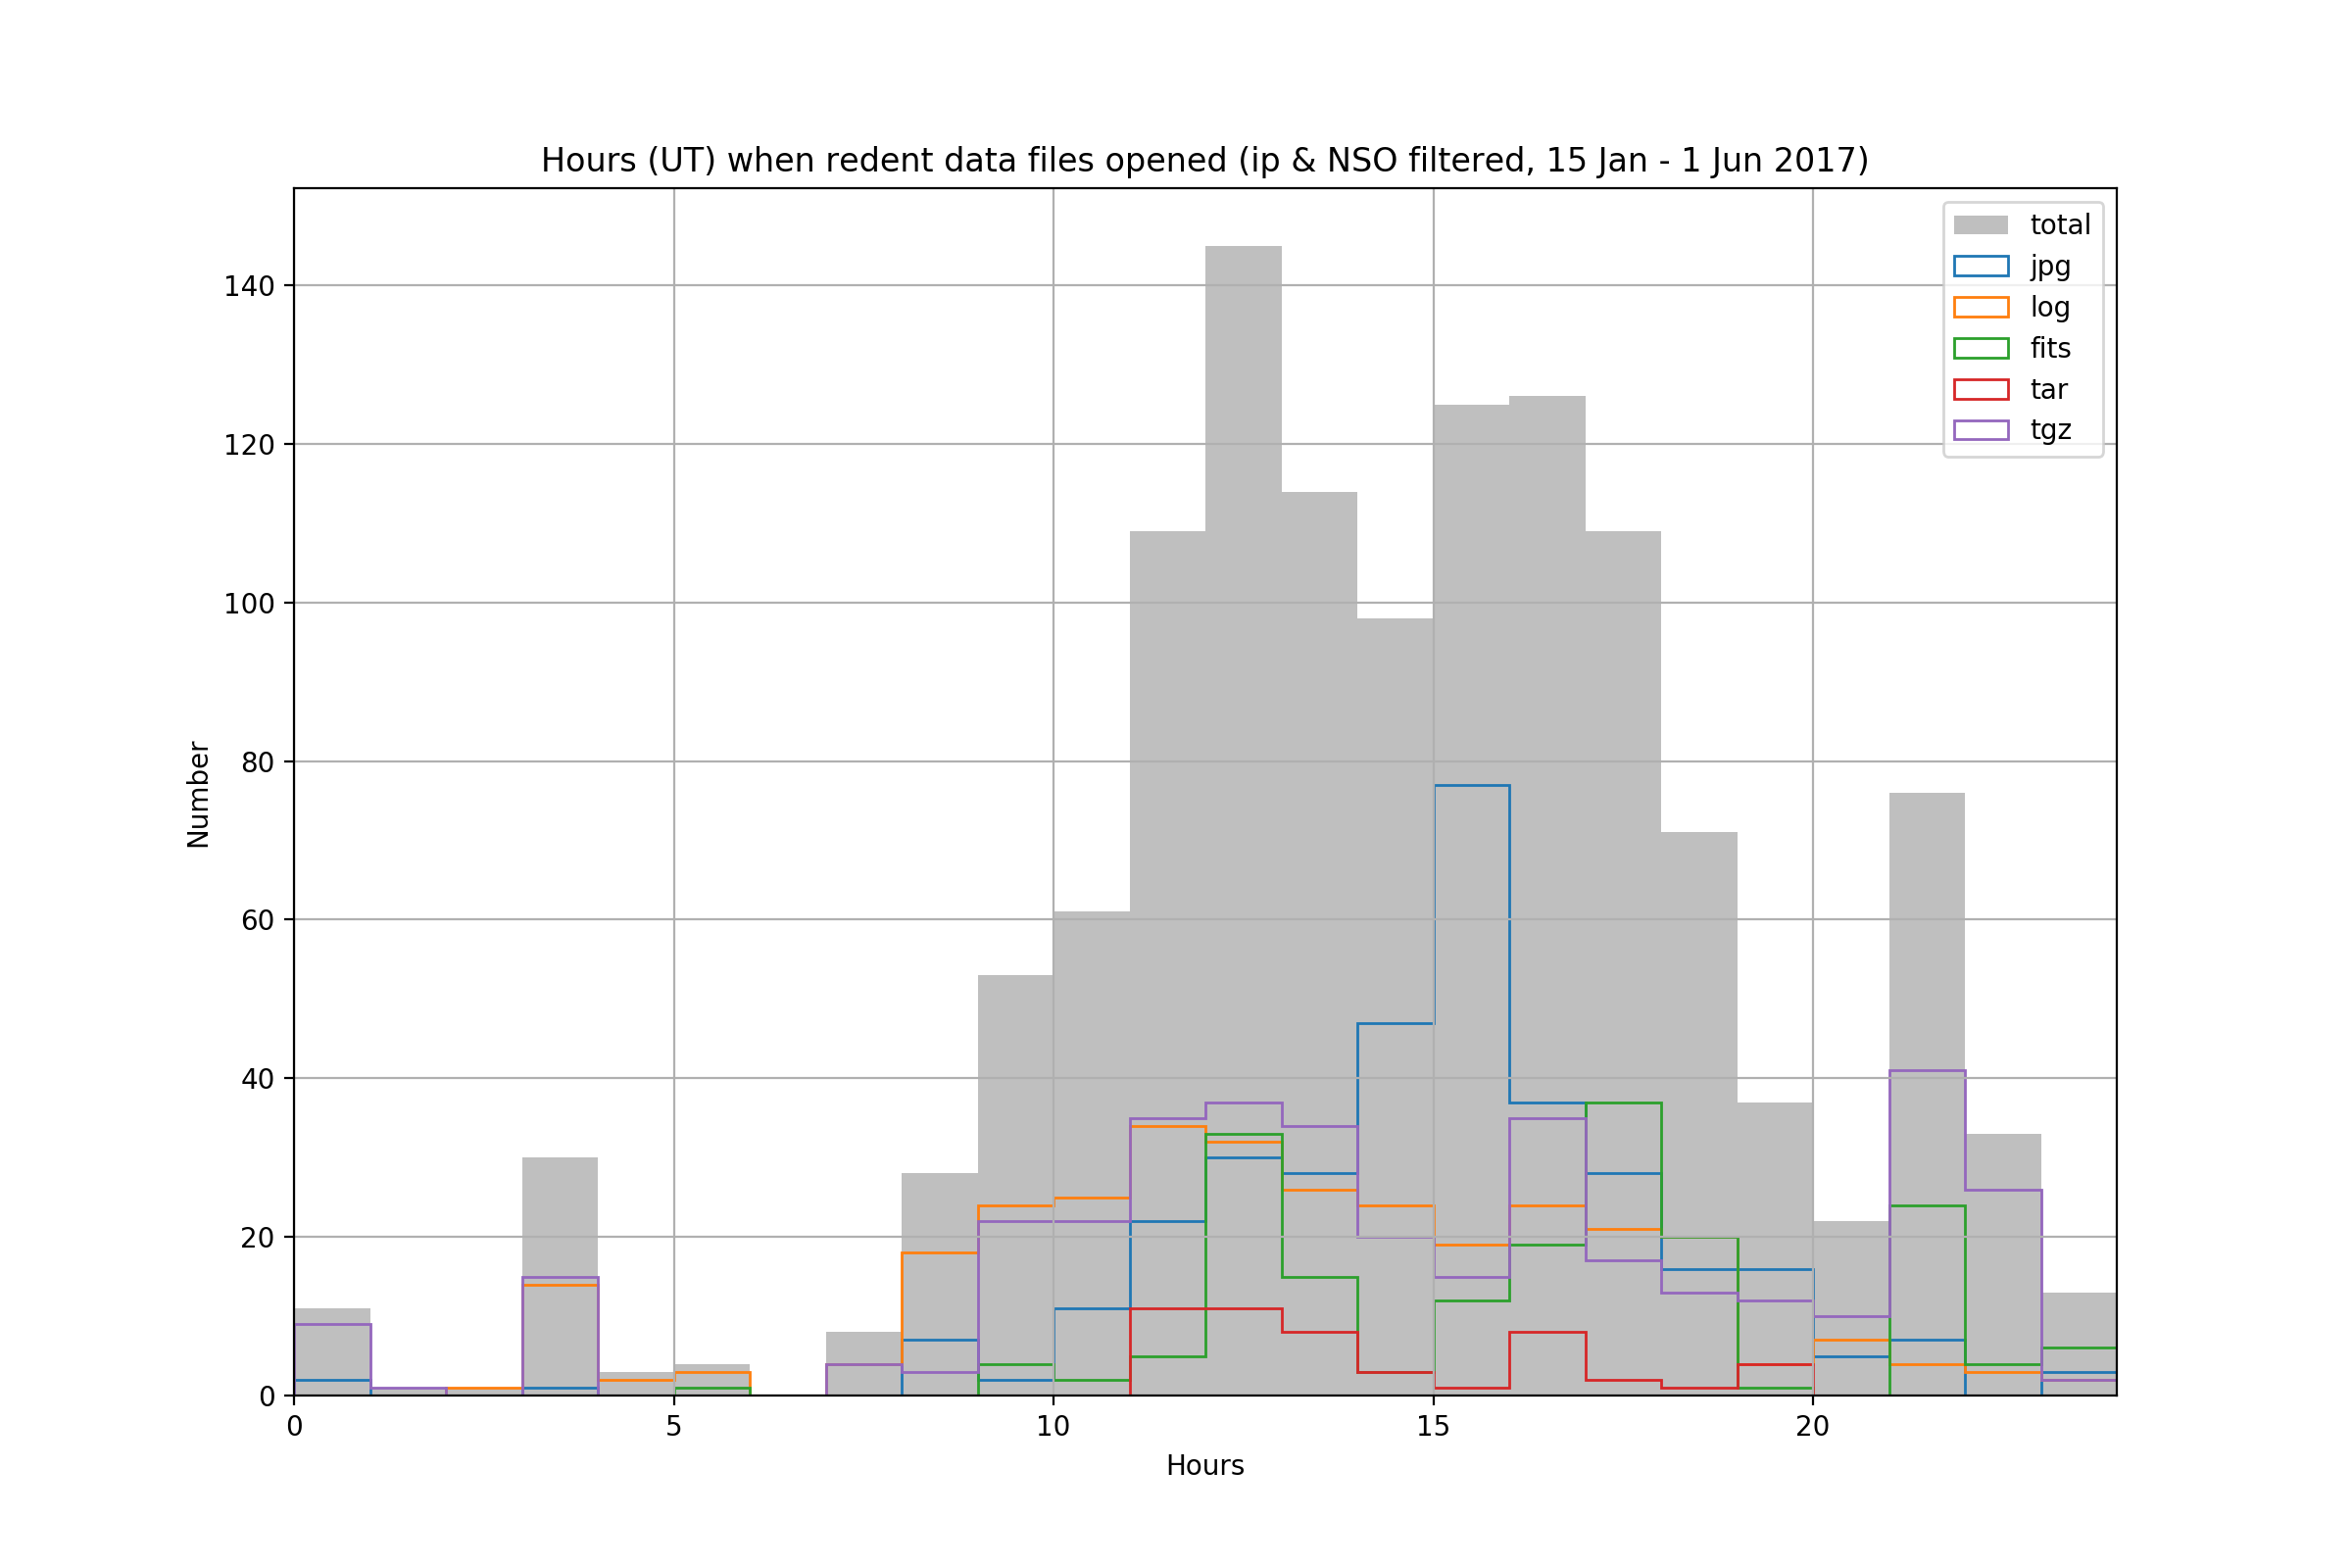 Hours (UT) when redent data files opened (ip & NSO filtered, 15 Jan - 1 Jun 2017)
total
jpg
log
fits
tar
tgz
140
120
100
80
60
40
20
0
Number
0 5 10 15 20
Hours